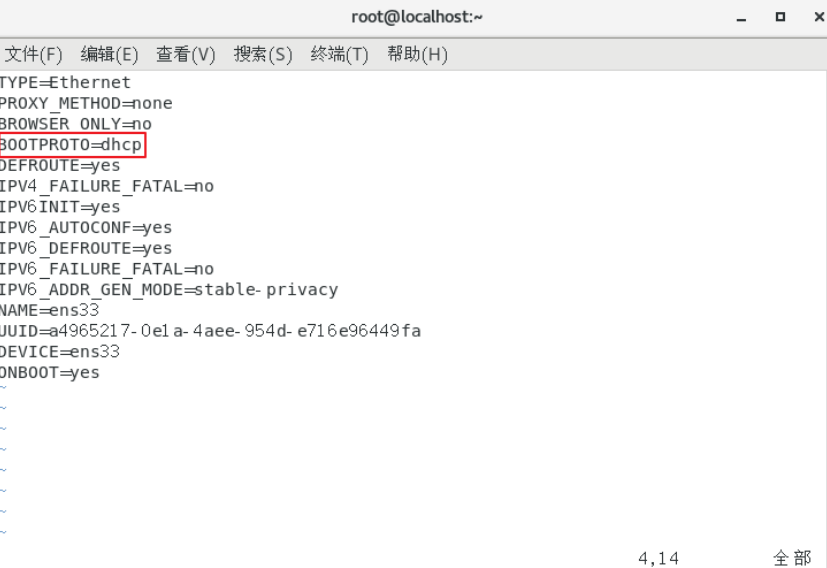 root@localhost:~
文件(F) 编辑(E) 查看(V) 搜索(S) 终端(T) 帮助(H)
TYPE=Ethernet
PROXY_METHOD=none
BROWSER_ONLY=no
BOOTPROTO=dhcp
DEFROUTE=yes
IPV4_FAILURE_FATAL=no
IPV6INIT=yes
IPV6_AUTOCONF=yes
IPV6_DEFROUTE=yes
IPV6_FAILURE_FATAL=no
IPV6_ADDR_GEN_MODE=stable-privacy
NAME=ens33
UUID=a4965217-0e1a-4aee-954d-e716e96449fa
DEVICE=ens33
ONBOOT=yes
~
~
~
~
~
~
~
~
4,14 全部